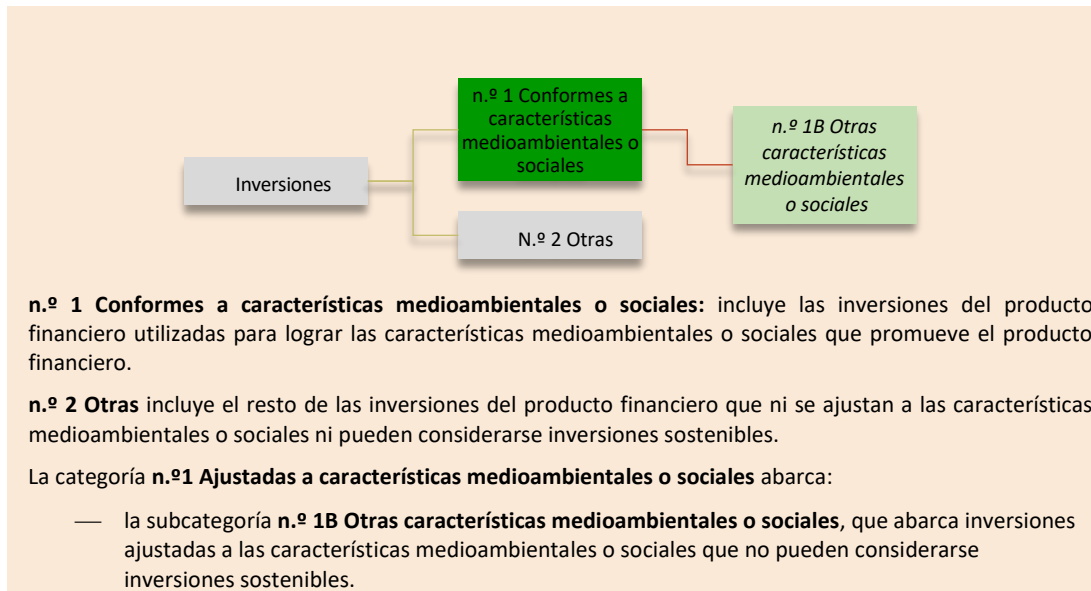 n.º 1 Conformes a
características
medioambientales o
sociales
n.º 1B Otras
características
medioambientales
o sociales
Inversiones
N.º 2 Otras
n.º 1 Conformes a características medioambientales o sociales: incluye las inversiones del producto
financiero utilizadas para lograr las características medioambientales o sociales que promueve el producto
financiero.
n.º 2 Otras incluye el resto de las inversiones del producto financiero que ni se ajustan a las características
medioambientales o sociales ni pueden considerarse inversiones sostenibles.
La categoría n.º1 Ajustadas a características medioambientales o sociales abarca:
— la subcategoría n.º 1B Otras características medioambientales o sociales, que abarca inversiones
ajustadas a las características medioambientales o sociales que no pueden considerarse
inversiones sostenibles.